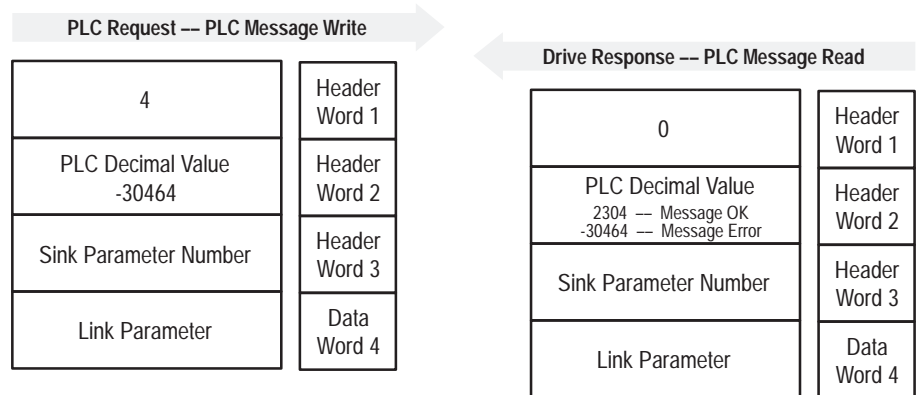 PLC Request –– PLC Message Write
4
Header
Word 1
PLC Decimal Value
-30464
Header
Word 2
Sink Parameter Number
Header
Word 3
Link Parameter
Data
Word 4
Drive Response –– PLC Message Read
0
Header
Word 1
PLC Decimal Value
2304 –– Message OK
-30464 –– Message Error
Header
Word 2
Sink Parameter Number
Header
Word 3
Link Parameter
Data
Word 4